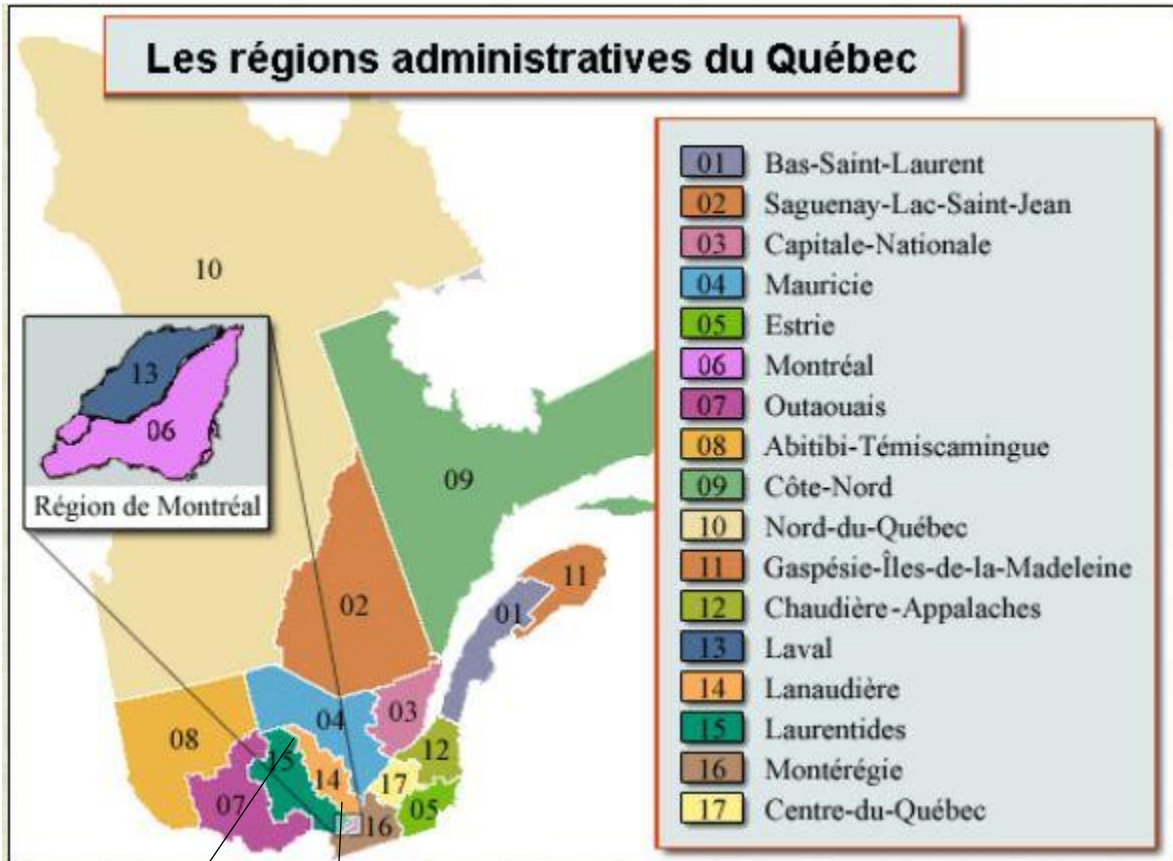 Les régions administratives du Québec
01 Bas-Saint-Laurent
02 Saguenay-Lac-Saint-Jean
03 Capitale-Nationale
04 Mauricie
05 Estrie
06 Montréal
07 Outaouais
08 Abitibi-Témiscamingue
09 Côte-Nord
10 Nord-du-Québec
11 Gaspésie-Îles-de-la-Madeleine
12 Chaudière-Appalaches
13 Laval
14 Lanaudière
15 Laurentides
16 Montérégie
17 Centre-du-Québec
10
13
06
Région de Montréal
09
11
02
01
03
04
08
12
15
14
17
07
05
16